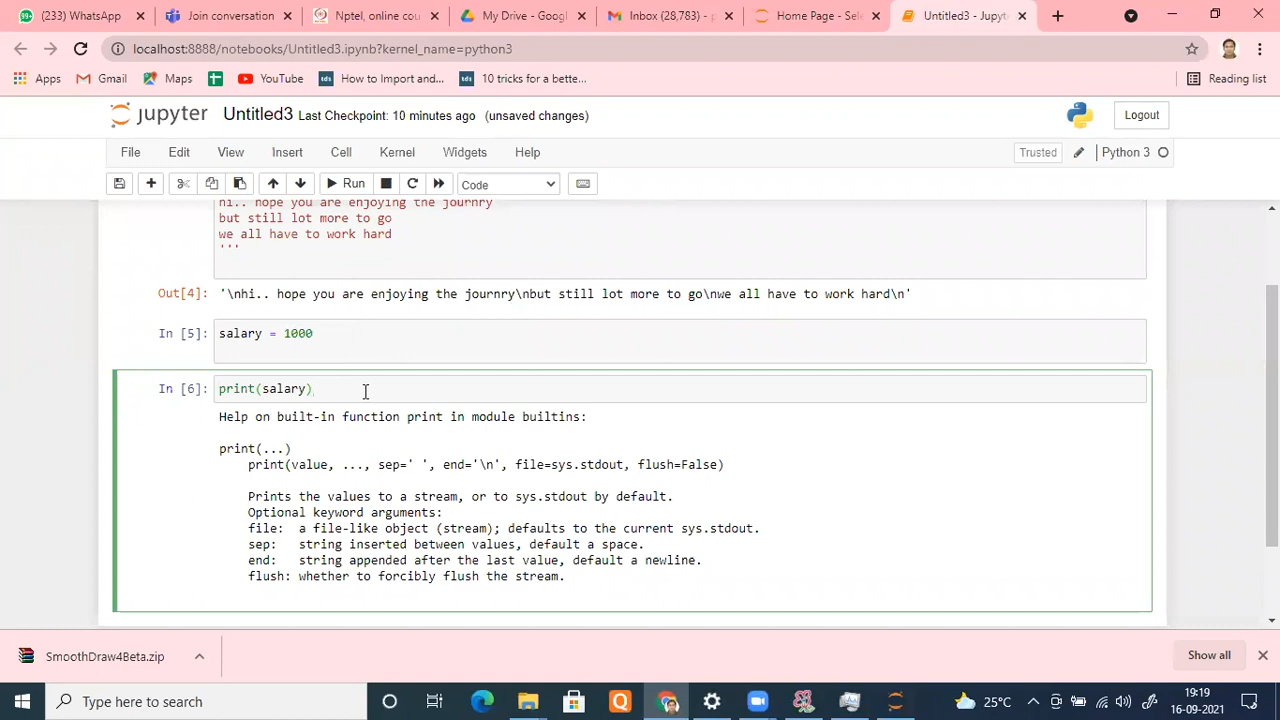 (233) WhatsApp
Join conversation
Nptel, online cou
My Drive - Googl
Inbox (28,783) - p
Home Page - Sele
Untitled3 - Jupyte
localhost:8888/notebooks/Untitled3.ipynb?kernel_name=python3
Apps
Gmail
Maps
YouTube
tds
How to Import and...
tds
10 tricks for a bette...
Reading list
jupyter
Untitled3
Last Checkpoint: 10 minutes ago
(unsaved changes)
Logout
File
Edit
View
Insert
Cell
Kernel
Widgets
Help
Trusted
Python 3
Run
Code
hi.. hope you are enjoying the journry
but still lot more to go
we all have to work hard
'''
Out[4]:
'\nhi.. hope you are enjoying the journry\nbut still lot more to go\nwe all have to work hard\n'
In [5]:
salary = 1000
In [6]:
print(salary)
Help on built-in function print in module builtins:
print(...)
print(value, ..., sep=' ', end='\n', file=sys.stdout, flush=False)
Prints the values to a stream, or to sys.stdout by default.
Optional keyword arguments:
file: a file-like object (stream); defaults to the current sys.stdout.
sep: string inserted between values, default a space.
end: string appended after the last value, default a newline.
flush: whether to forcibly flush the stream.
SmoothDraw4Beta.zip
Show all
Type here to search
25°C
19:19
16-09-2021